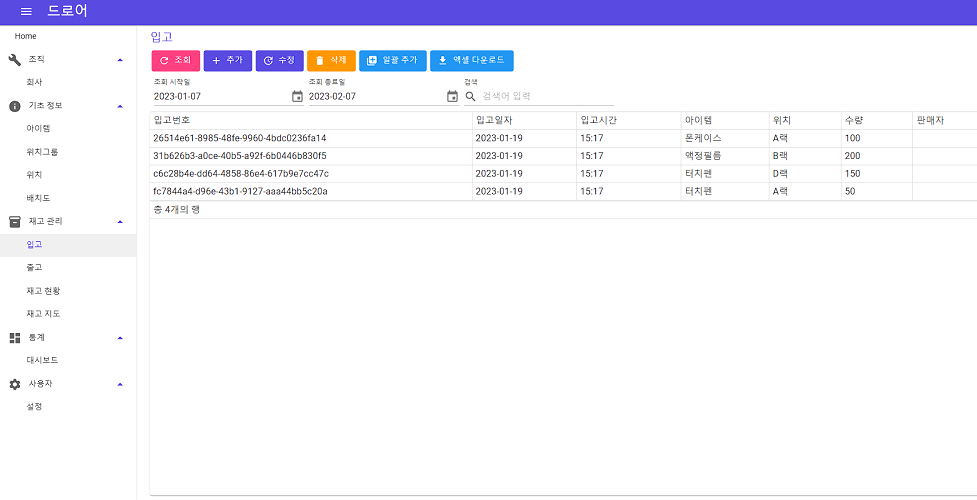 드로어
Home
조직
회사
기초 정보
아이템
위치그룹
위치
배치도
재고 관리
입고
출고
재고 현황
재고 지도
통계
대시보드
사용자
설정
입고
조회 추가 수정 삭제 일괄 추가 엑셀 다운로드
조회 시작일 조회 종료일 검색
2023-01-07 2023-02-07 검색어 입력
입고번호 입고일자 입고시간 아이템 위치 수량 판매자
26514e61-8985-48fe-9960-4bdc0236fa14 2023-01-19 15:17 폰케이스 A랙 100
31b626b3-a0ce-40b5-a92f-6b0446b830f5 2023-01-19 15:17 액정필름 B랙 200
c6c28b4e-dd64-4858-86e4-617b9e7cc47c 2023-01-19 15:17 터치펜 D랙 150
fc7844a4-d96e-43b1-9127-aaa44bb5c20a 2023-01-19 15:17 터치펜 A랙 50
총 4개의 행